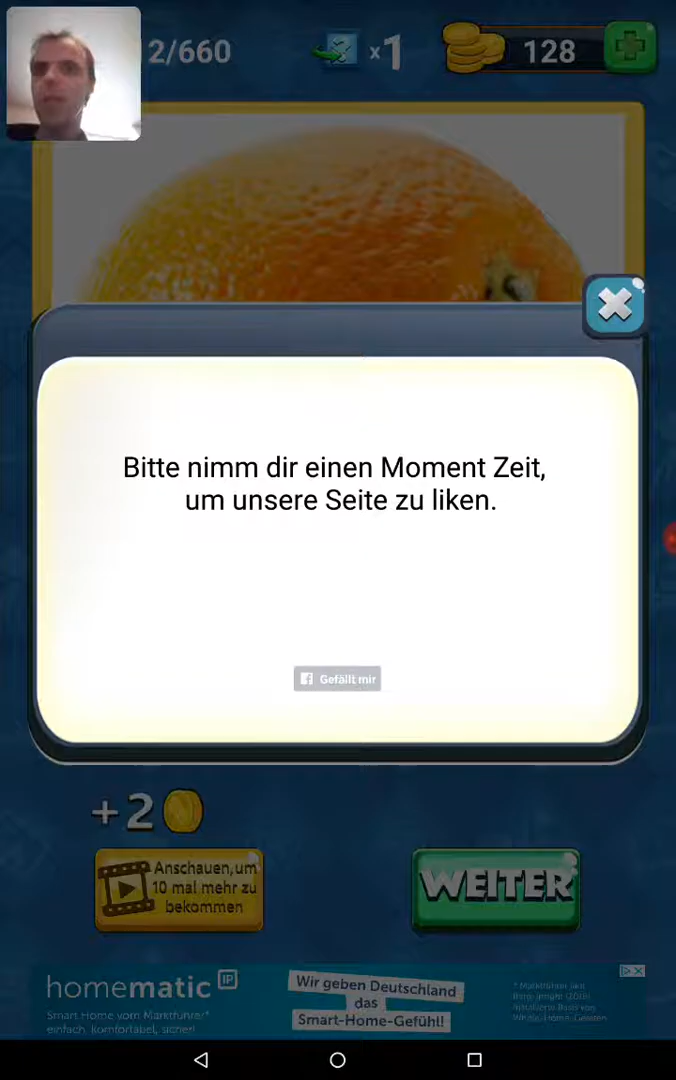 2/660
x1
128
Bitte nimm dir einen Moment Zeit,
um unsere Seite zu liken.
Gefällt mir
+2
Anschauen, um
10 mal mehr zu
bekommen
WEITER
homematic IP
Smart Home vom Marktführer*
einfach, komfortabel, sicher!
Wir geben Deutschland
das
Smart-Home-Gefühl!